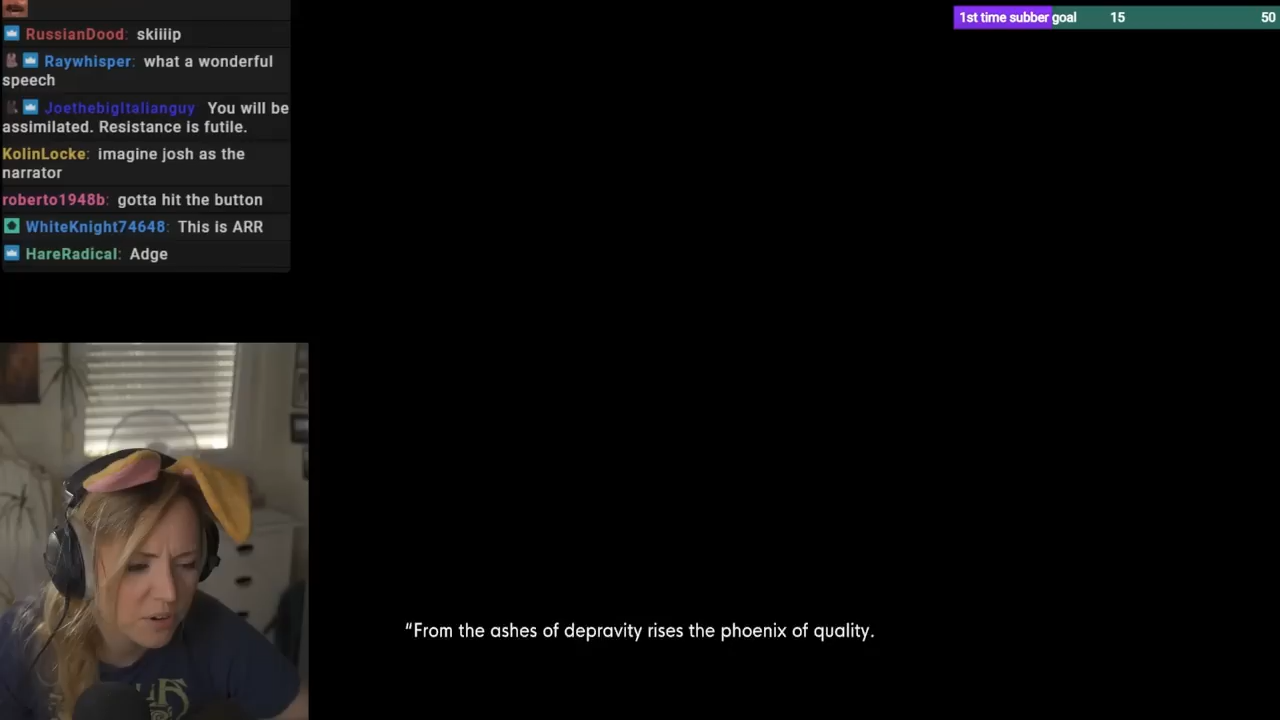 1st time subber goal 15 50
RussianDood: skiiiip
Raywhisper: what a wonderful
speech
JoethebigItalianguy: You will be
assimilated. Resistance is futile.
KolinLocke: imagine josh as the
narrator
roberto1948b: gotta hit the button
WhiteKnight74648: This is ARR
HareRadical: Adge
"From the ashes of depravity rises the phoenix of quality.